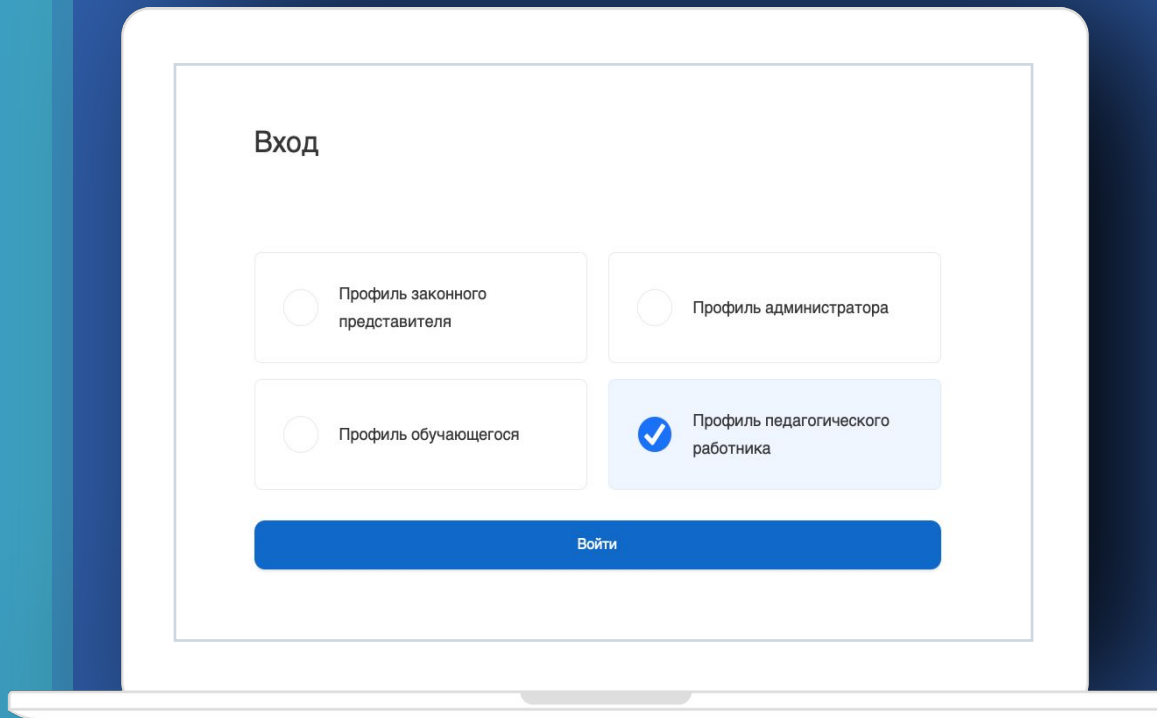 Вход
Профиль законного
представителя
Профиль администратора
Профиль обучающегося
Профиль педагогического
работника
Войти